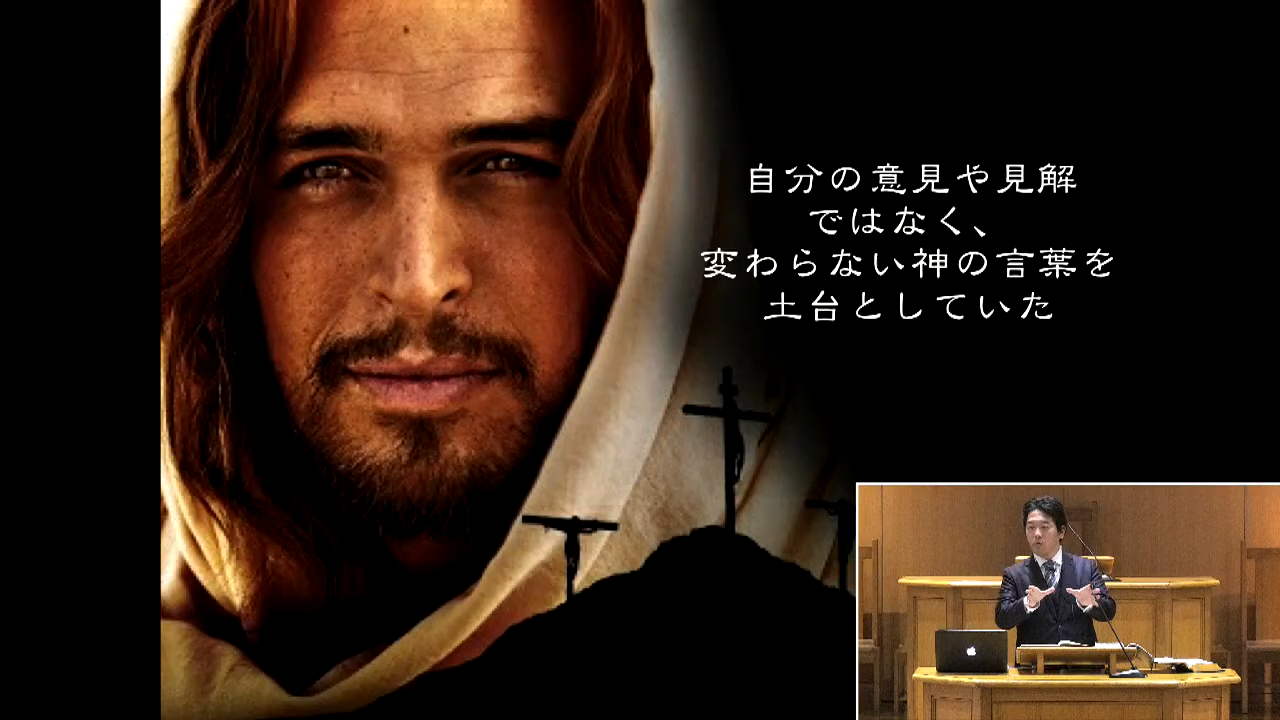 自分の意見や見解
ではなく、
変わらない神の言葉を
土台としていた